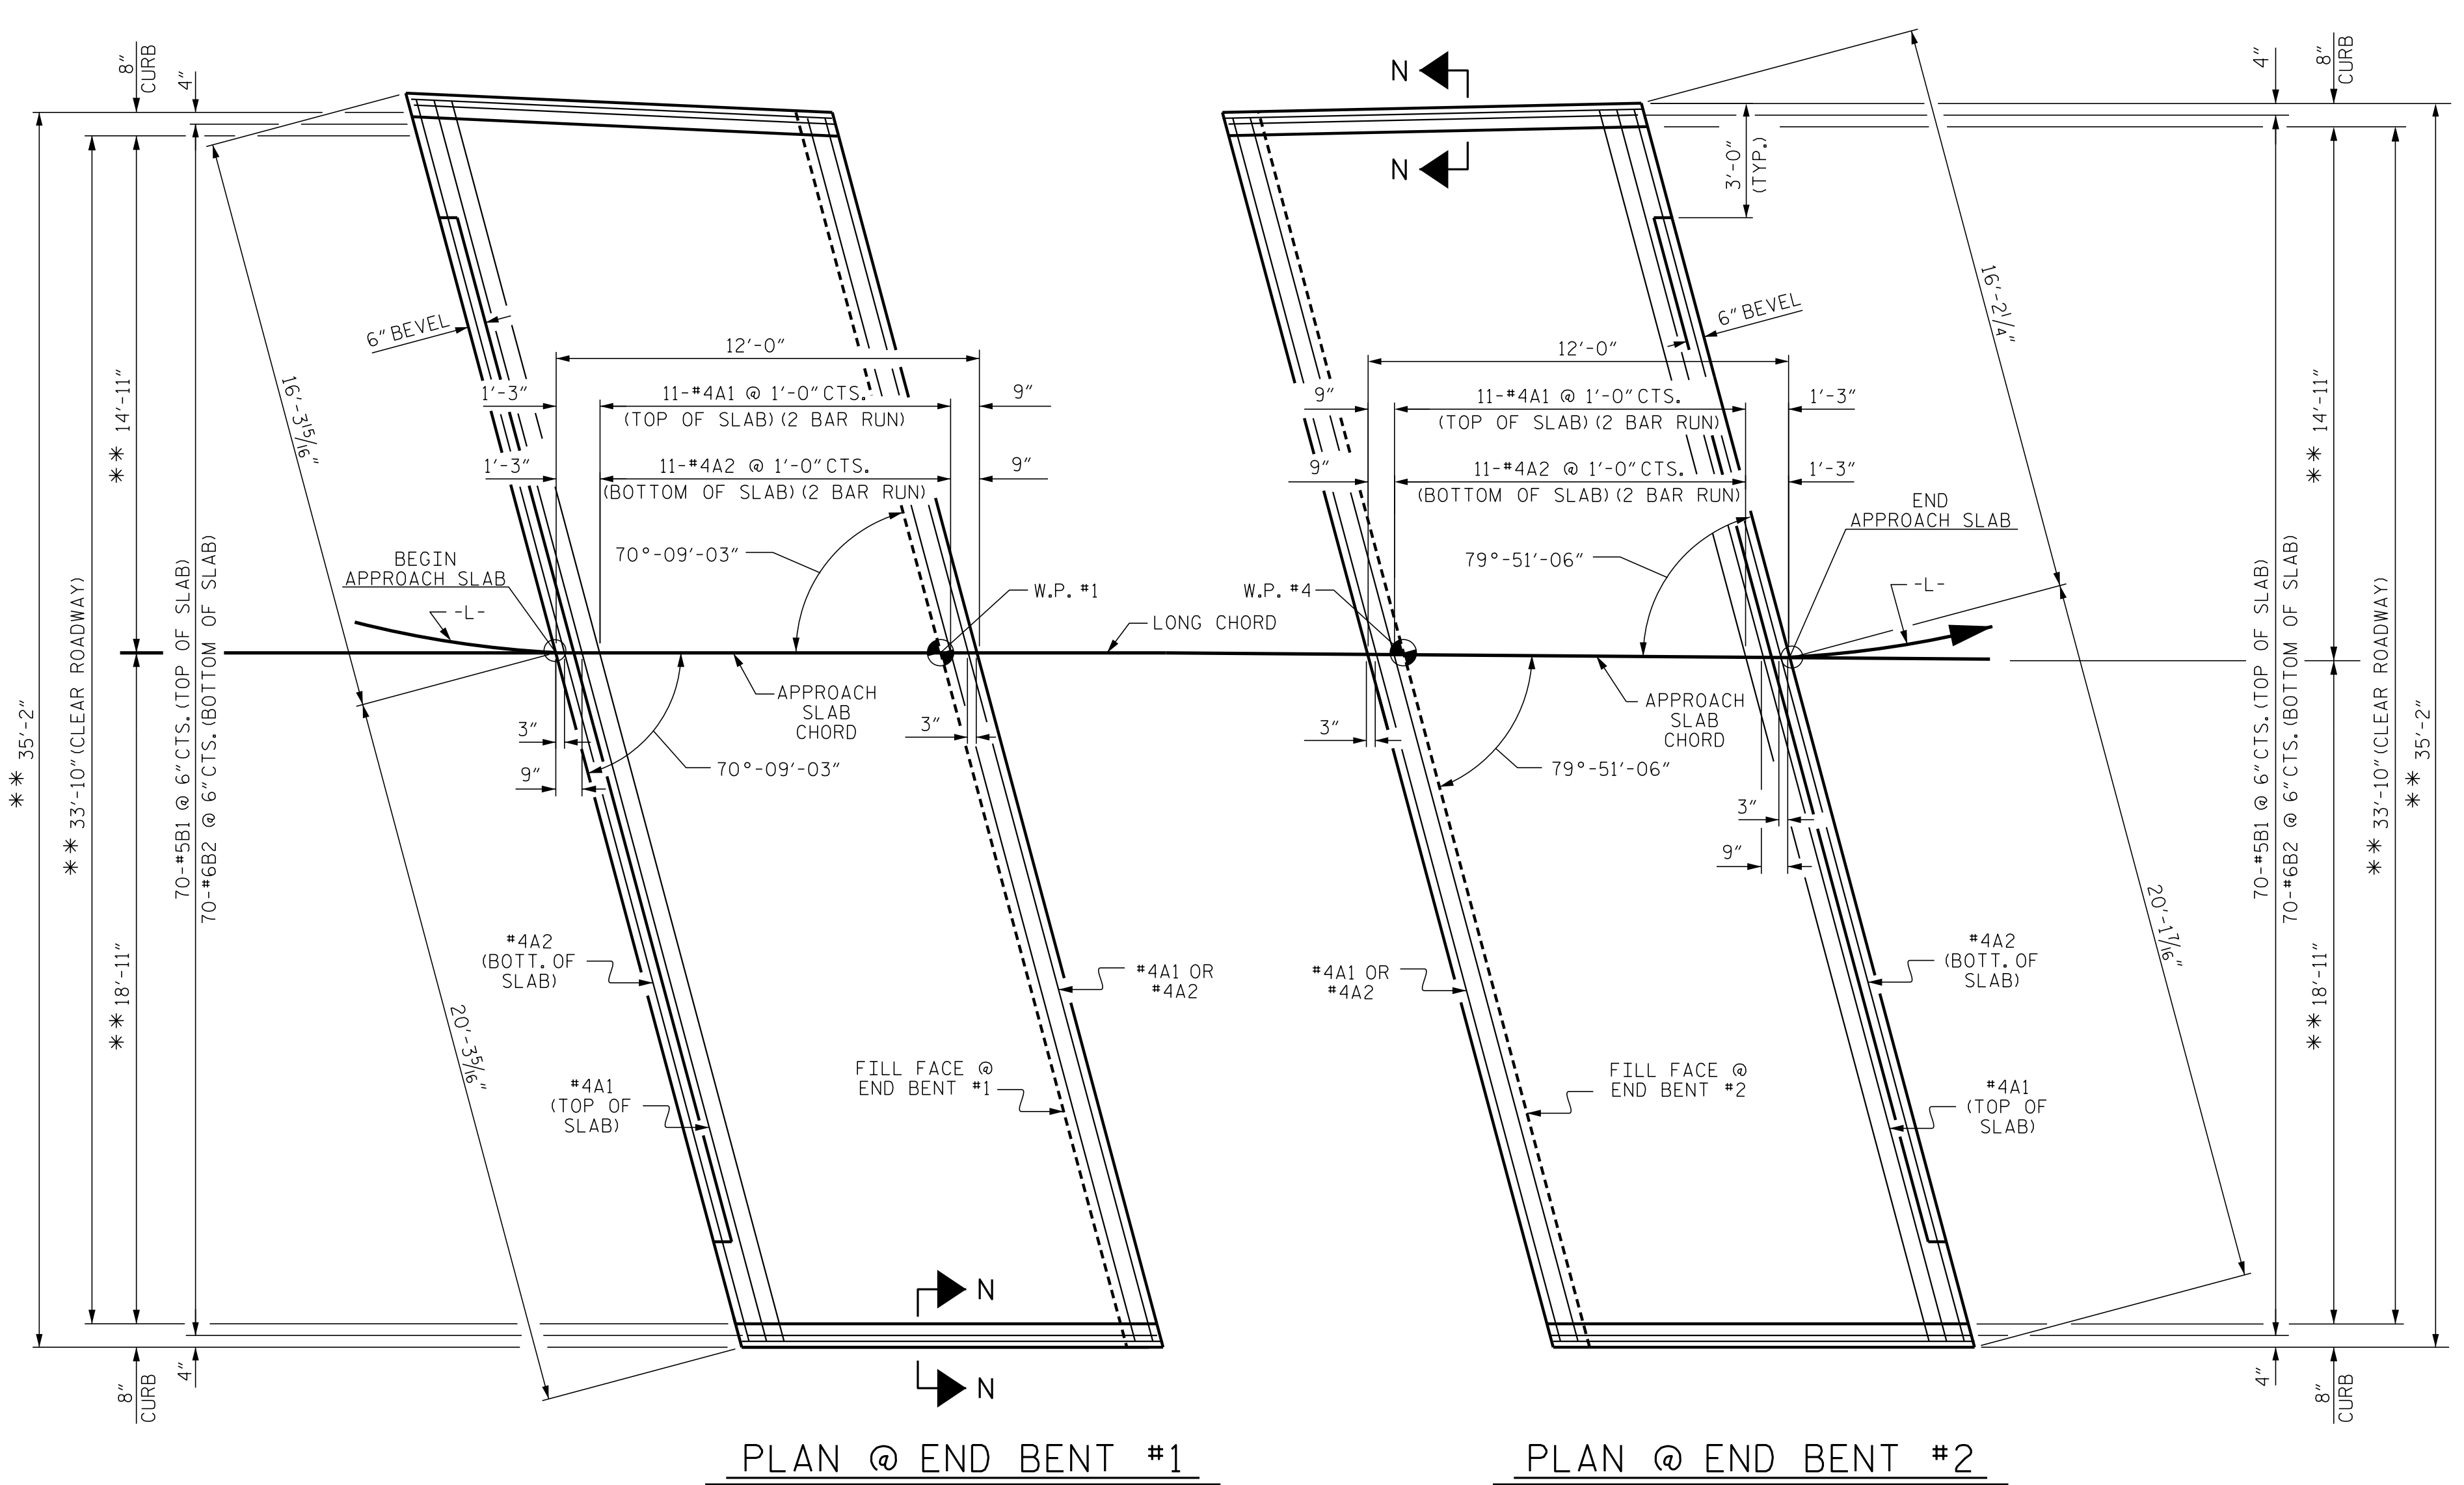 8" CURB
4"
** 35'-2"
** 33'-10" (CLEAR ROADWAY)
** 14'-11"
** 18'-11"
70-#5B1 @ 6" CTS. (TOP OF SLAB)
70-#6B2 @ 6" CTS. (BOTTOM OF SLAB)
8" CURB
4"
16'-3 15/16"
20'-3 5/16"
6" BEVEL
12'-0"
1'-3"
11-#4A1 @ 1'-0" CTS.
(TOP OF SLAB) (2 BAR RUN)
9"
1'-3"
11-#4A2 @ 1'-0" CTS.
(BOTTOM OF SLAB) (2 BAR RUN)
9"
70°-09'-03"
BEGIN
APPROACH SLAB
-L-
W.P. #1
LONG CHORD
APPROACH
SLAB
CHORD
3"
9"
70°-09'-03"
3"
#4A2
(BOTT. OF
SLAB)
#4A1
(TOP OF
SLAB)
#4A1 OR
#4A2
FILL FACE @
END BENT #1
N
N
PLAN @ END BENT #1
N
N
3'-0"
(TYP.)
6" BEVEL
16'-2 1/4"
20'-1 7/16"
12'-0"
9"
11-#4A1 @ 1'-0" CTS.
(TOP OF SLAB) (2 BAR RUN)
1'-3"
9"
11-#4A2 @ 1'-0" CTS.
(BOTTOM OF SLAB) (2 BAR RUN)
1'-3"
END
APPROACH SLAB
79°-51'-06"
W.P. #4
-L-
APPROACH
SLAB
CHORD
3"
79°-51'-06"
3"
9"
#4A1 OR
#4A2
#4A2
(BOTT. OF
SLAB)
FILL FACE @
END BENT #2
#4A1
(TOP OF
SLAB)
4"
8" CURB
** 14'-11"
** 18'-11"
70-#5B1 @ 6" CTS. (TOP OF SLAB)
70-#6B2 @ 6" CTS. (BOTTOM OF SLAB)
** 33'-10" (CLEAR ROADWAY)
** 35'-2"
4"
8" CURB
PLAN @ END BENT #2